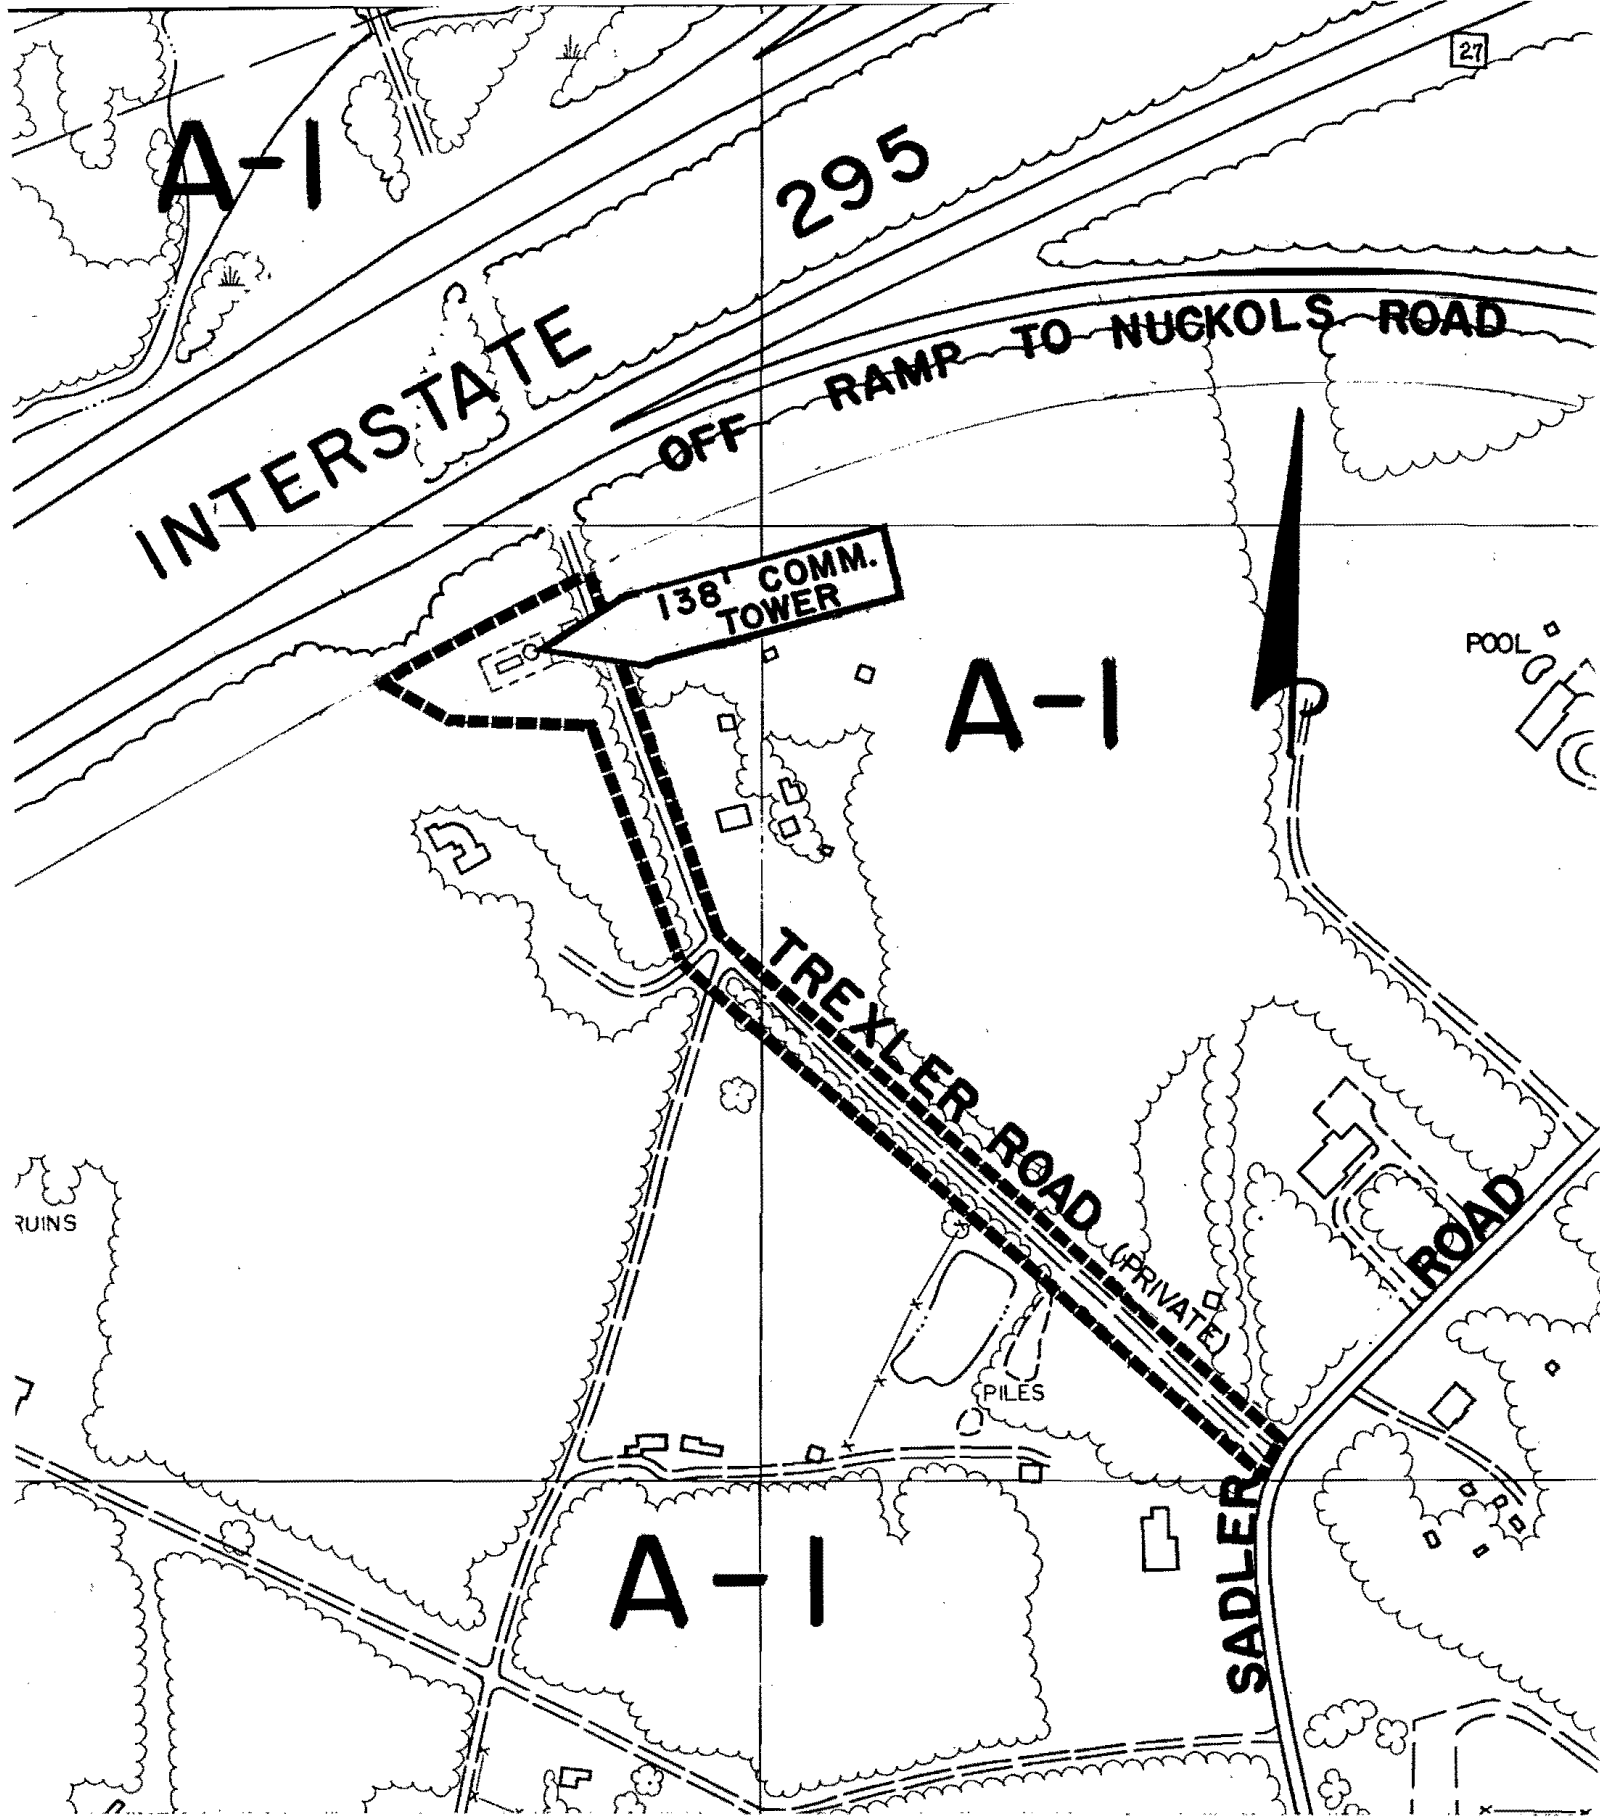 27
A-1
295
INTERSTATE
OFF RAMP TO NUCKOLS ROAD
138' COMM.
TOWER
POOL
A-1
TREXLER ROAD (PRIVATE)
RUINS
ROAD
PILES
SADLER
A-1